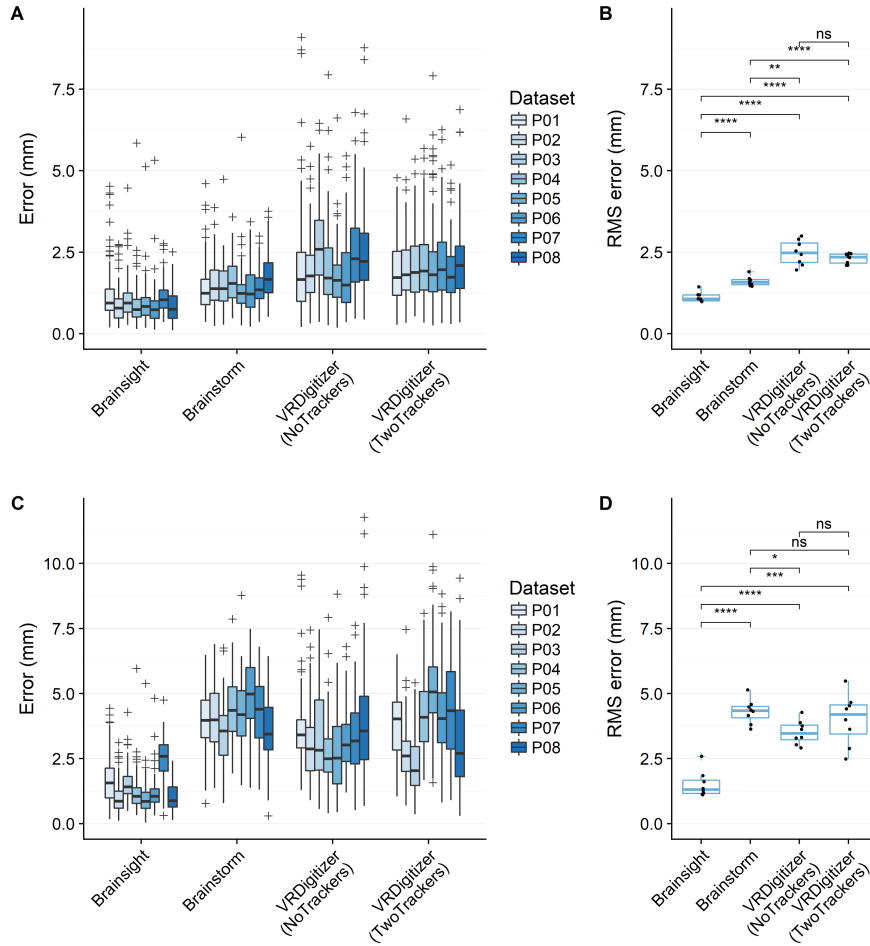 A
Error (mm)
7.5
5.0
2.5
0.0
Brainsight
Brainstorm
VRDigitizer
(NoTrackers)
VRDigitizer
(TwoTrackers)
Dataset
P01
P02
P03
P04
P05
P06
P07
P08
B
RMS error (mm)
7.5
5.0
2.5
0.0
ns
****
**
****
****
****
Brainsight
Brainstorm
VRDigitizer
(NoTrackers)
VRDigitizer
(TwoTrackers)
C
Error (mm)
10.0
7.5
5.0
2.5
0.0
Brainsight
Brainstorm
VRDigitizer
(NoTrackers)
VRDigitizer
(TwoTrackers)
Dataset
P01
P02
P03
P04
P05
P06
P07
P08
D
RMS error (mm)
10.0
7.5
5.0
2.5
0.0
ns
ns
*
***
****
****
Brainsight
Brainstorm
VRDigitizer
(NoTrackers)
VRDigitizer
(TwoTrackers)